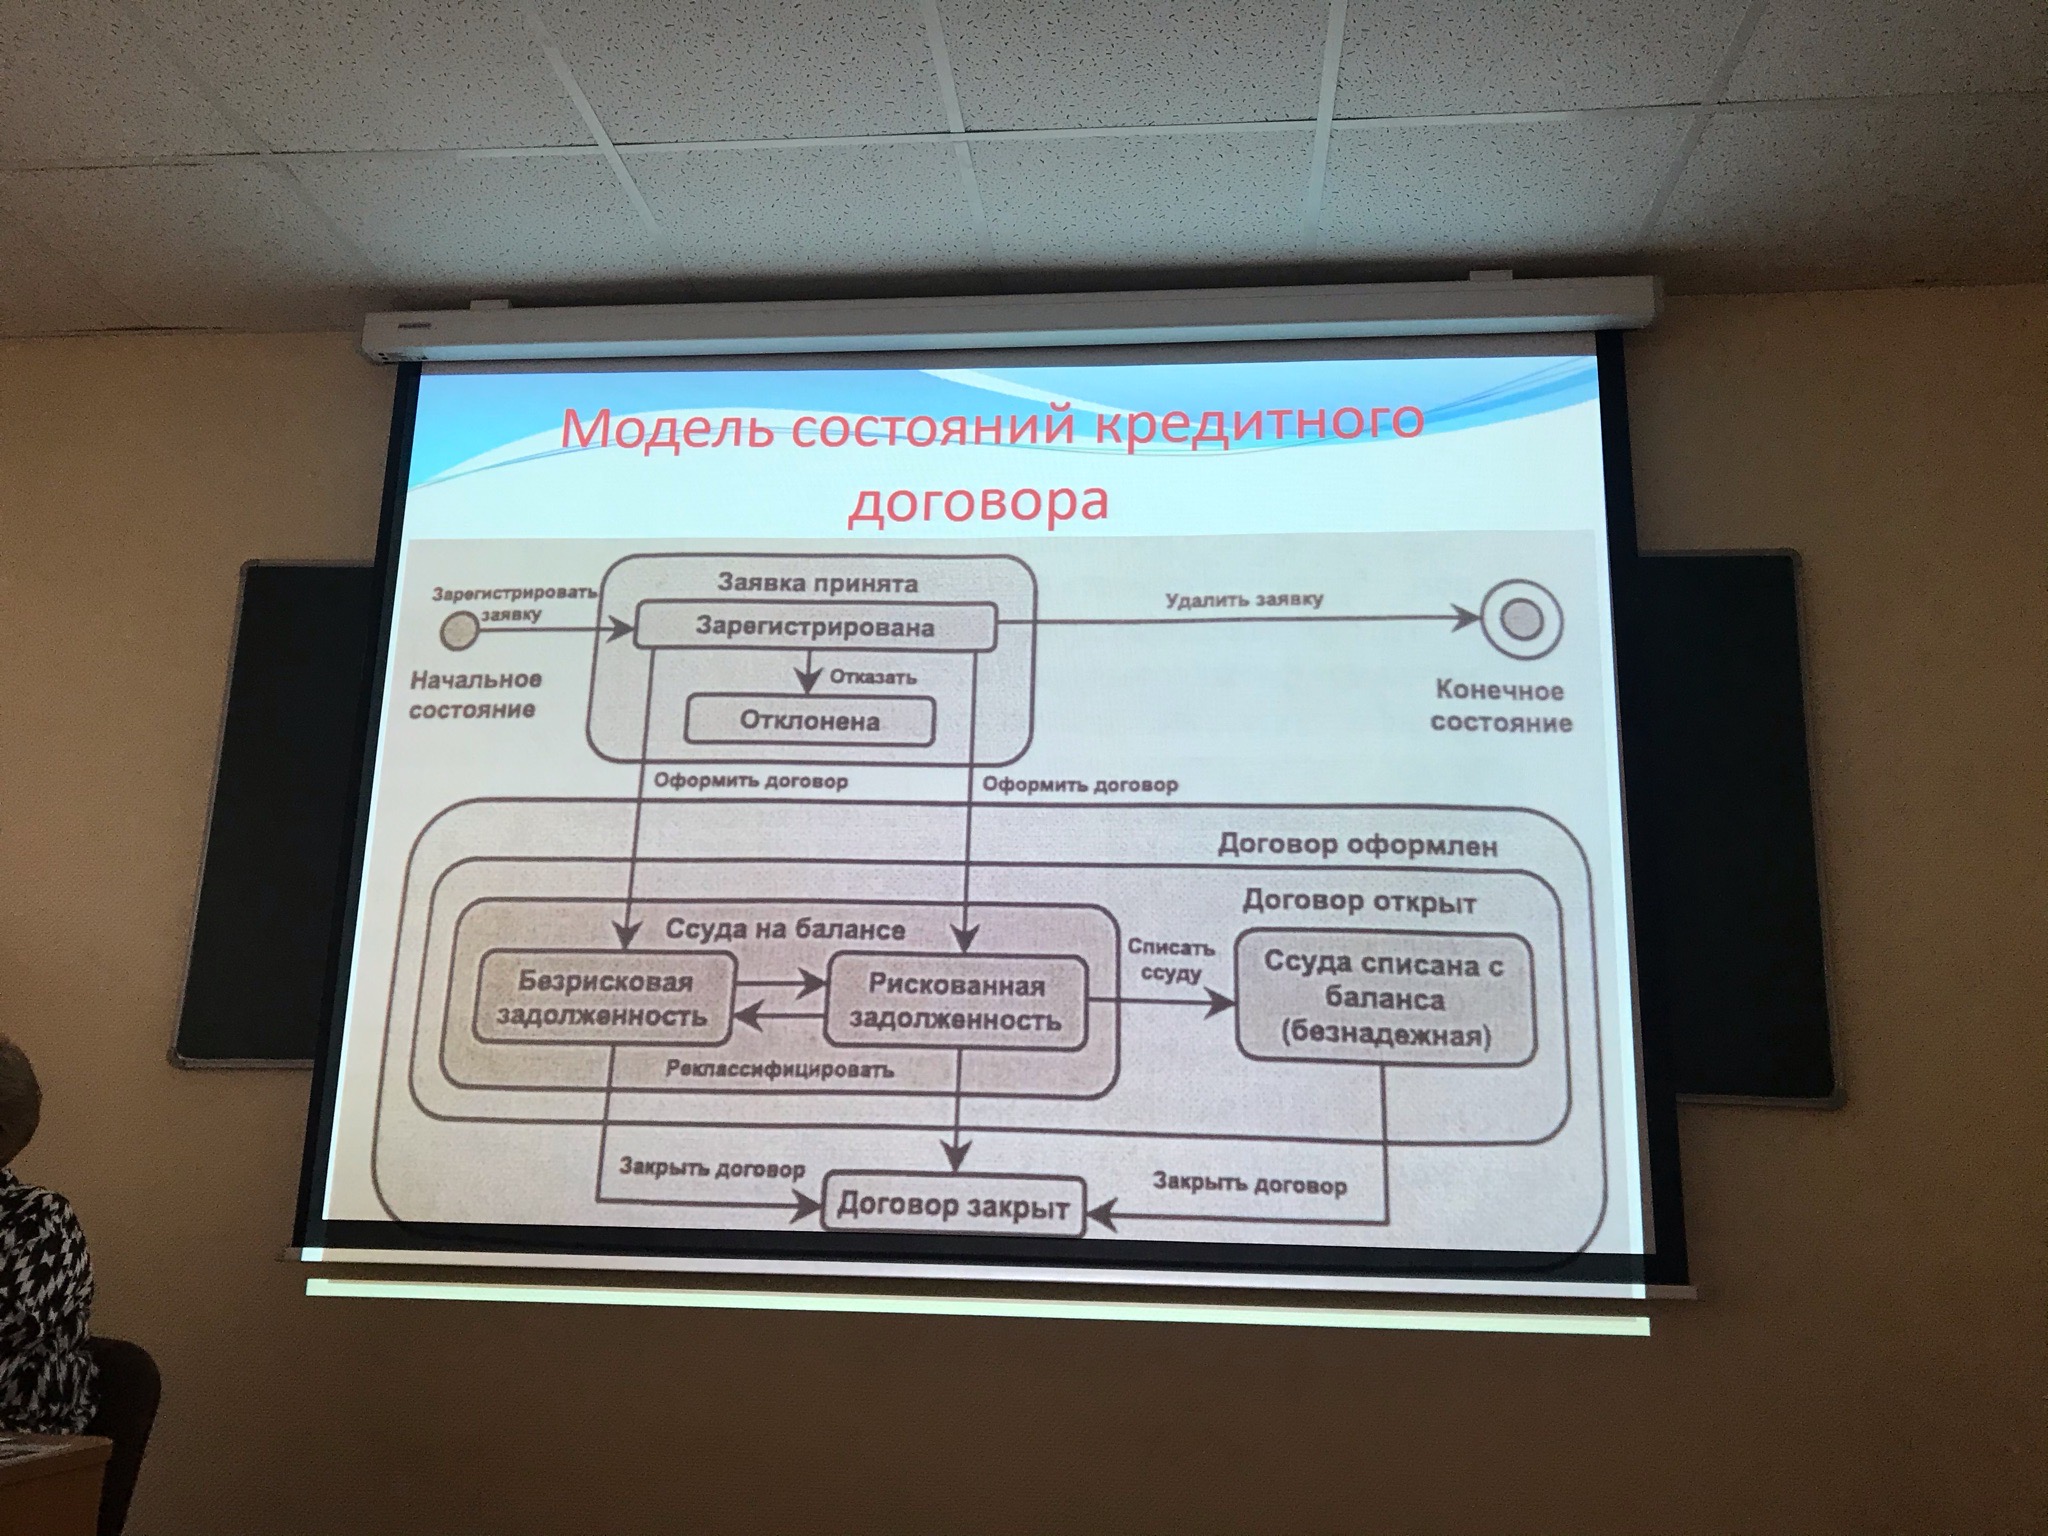 Модель состояний кредитного
договора
Заявка принята
Зарегистрировать
заявку
Зарегистрирована
Удалить заявку
Начальное
состояние
Отказать
Отклонена
Конечное
состояние
Оформить договор
Оформить договор
Договор оформлен
Договор открыт
Ссуда на балансе
Безрисковая
задолженность
Рискованная
задолженность
Списать
ссуду
Ссуда списана с
баланса
(безнадежная)
Реклассифицировать
Закрыть договор
Закрыть договор
Договор закрыт